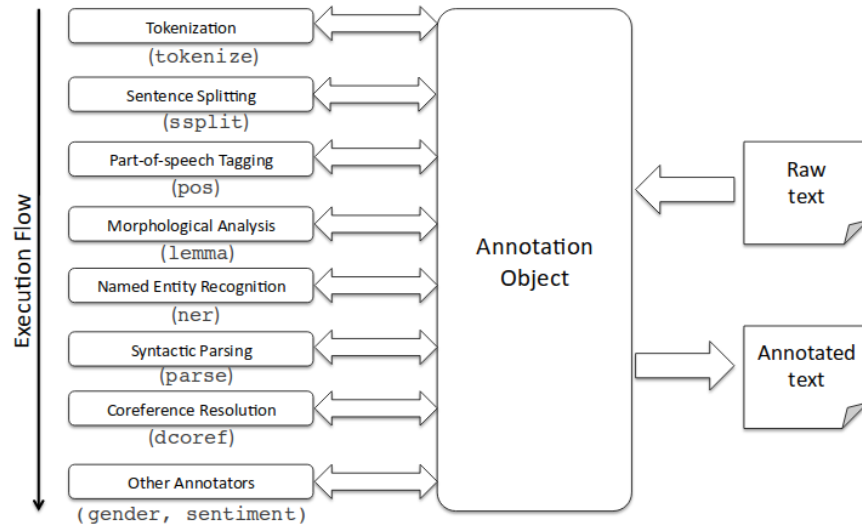 Execution Flow
Tokenization
(tokenize)
Sentence Splitting
(ssplit)
Part-of-speech Tagging
(pos)
Morphological Analysis
(lemma)
Named Entity Recognition
(ner)
Syntactic Parsing
(parse)
Coreference Resolution
(dcoref)
Other Annotators
(gender, sentiment)
Annotation
Object
Raw
text
Annotated
text